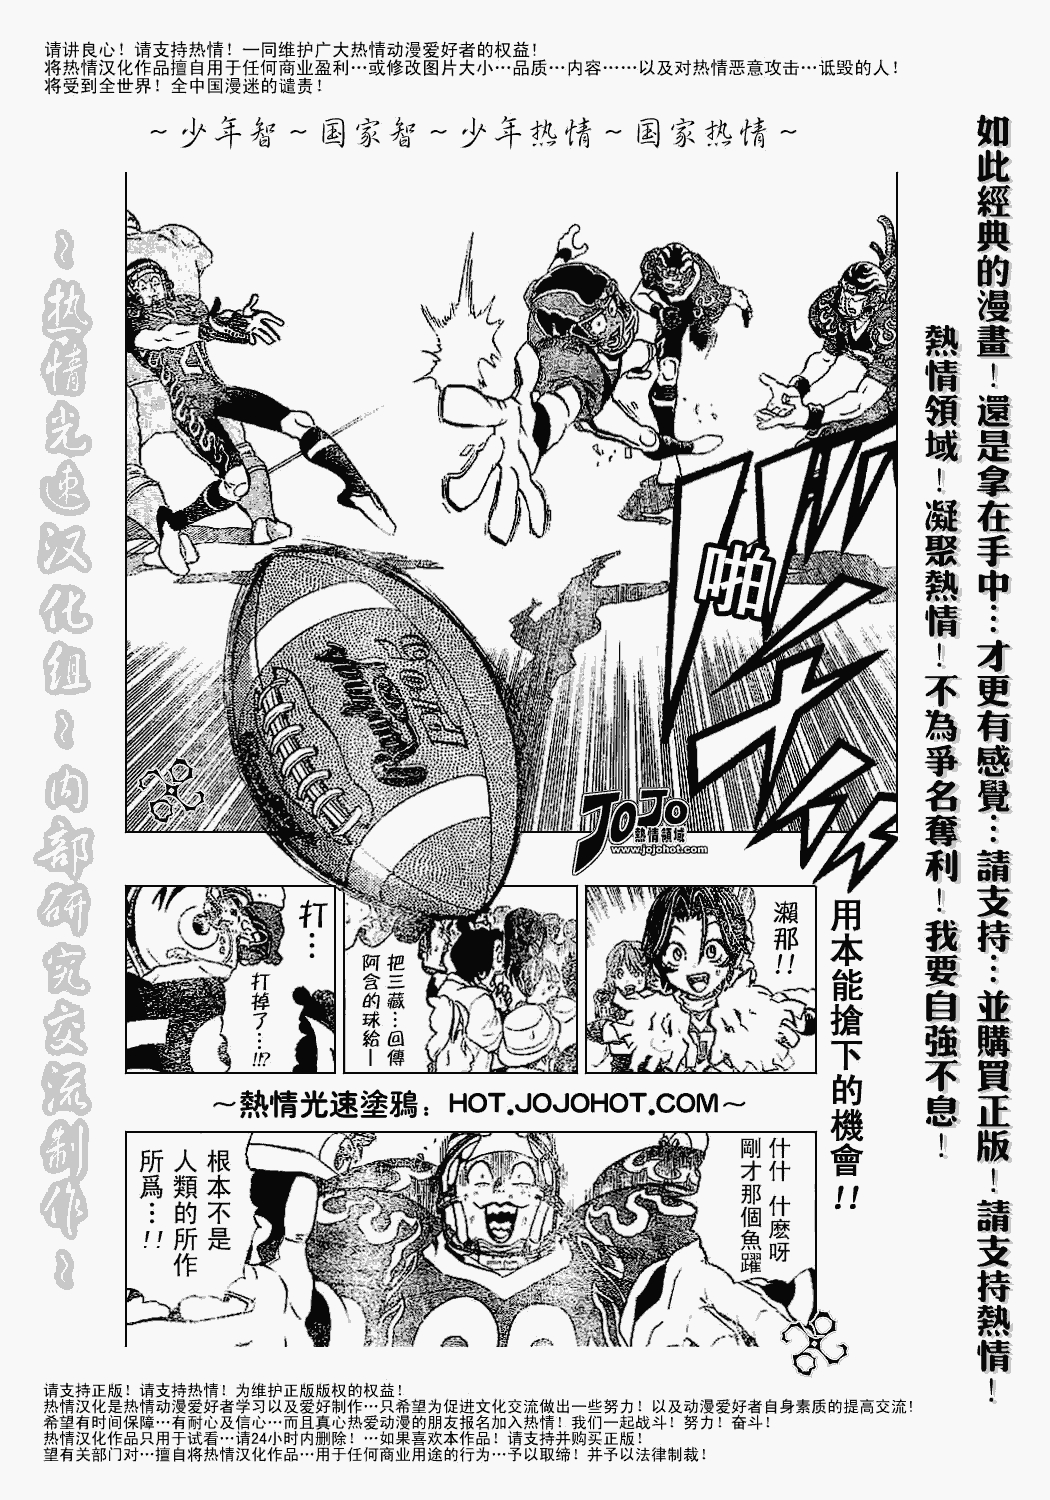 请讲良心！请支持热情！一同维护广大热情动漫爱好者的权益！
将热情汉化作品擅自用于任何商业盈利…或修改图片大小…品质…内容……以及对热情恶意攻击…诋毁的人！
将受到全世界！全中国漫迷的谴责！
～少年智～国家智～少年热情～国家热情～
如此經典的漫畫！還是拿在手中…才更有感覺…請支持…並購買正版！請支持熱情！
熱情領域！凝聚熱情！不為爭名奪利！我要自強不息！
～热情光速汉化组～内部研究交流制作～
啪
JOJO
熱情領域
www.jojohot.com
用本能搶下的機會!!
瀨那!!
把三藏…回傳
阿含的球給—
打…
打掉了…!?
～熱情光速塗鴉：HOT.JOJOHOT.COM～
什什 什麽呀
剛才那個魚躍
根本不是
人類的所作
所爲…!!
请支持正版！请支持热情！为维护正版版权的权益！
热情汉化是热情动漫爱好者学习以及爱好制作…只希望为促进文化交流做出一些努力！以及动漫爱好者自身素质的提高交流！
希望有时间保障…有耐心及信心…而且真心热爱动漫的朋友报名加入热情！我们一起战斗！努力！奋斗！
热情汉化作品只用于试看…请24小时内删除！…如果喜欢本作品！请支持并购买正版！
望有关部门对…擅自将热情汉化作品…用于任何商业用途的行为…予以取缔！并予以法律制裁！